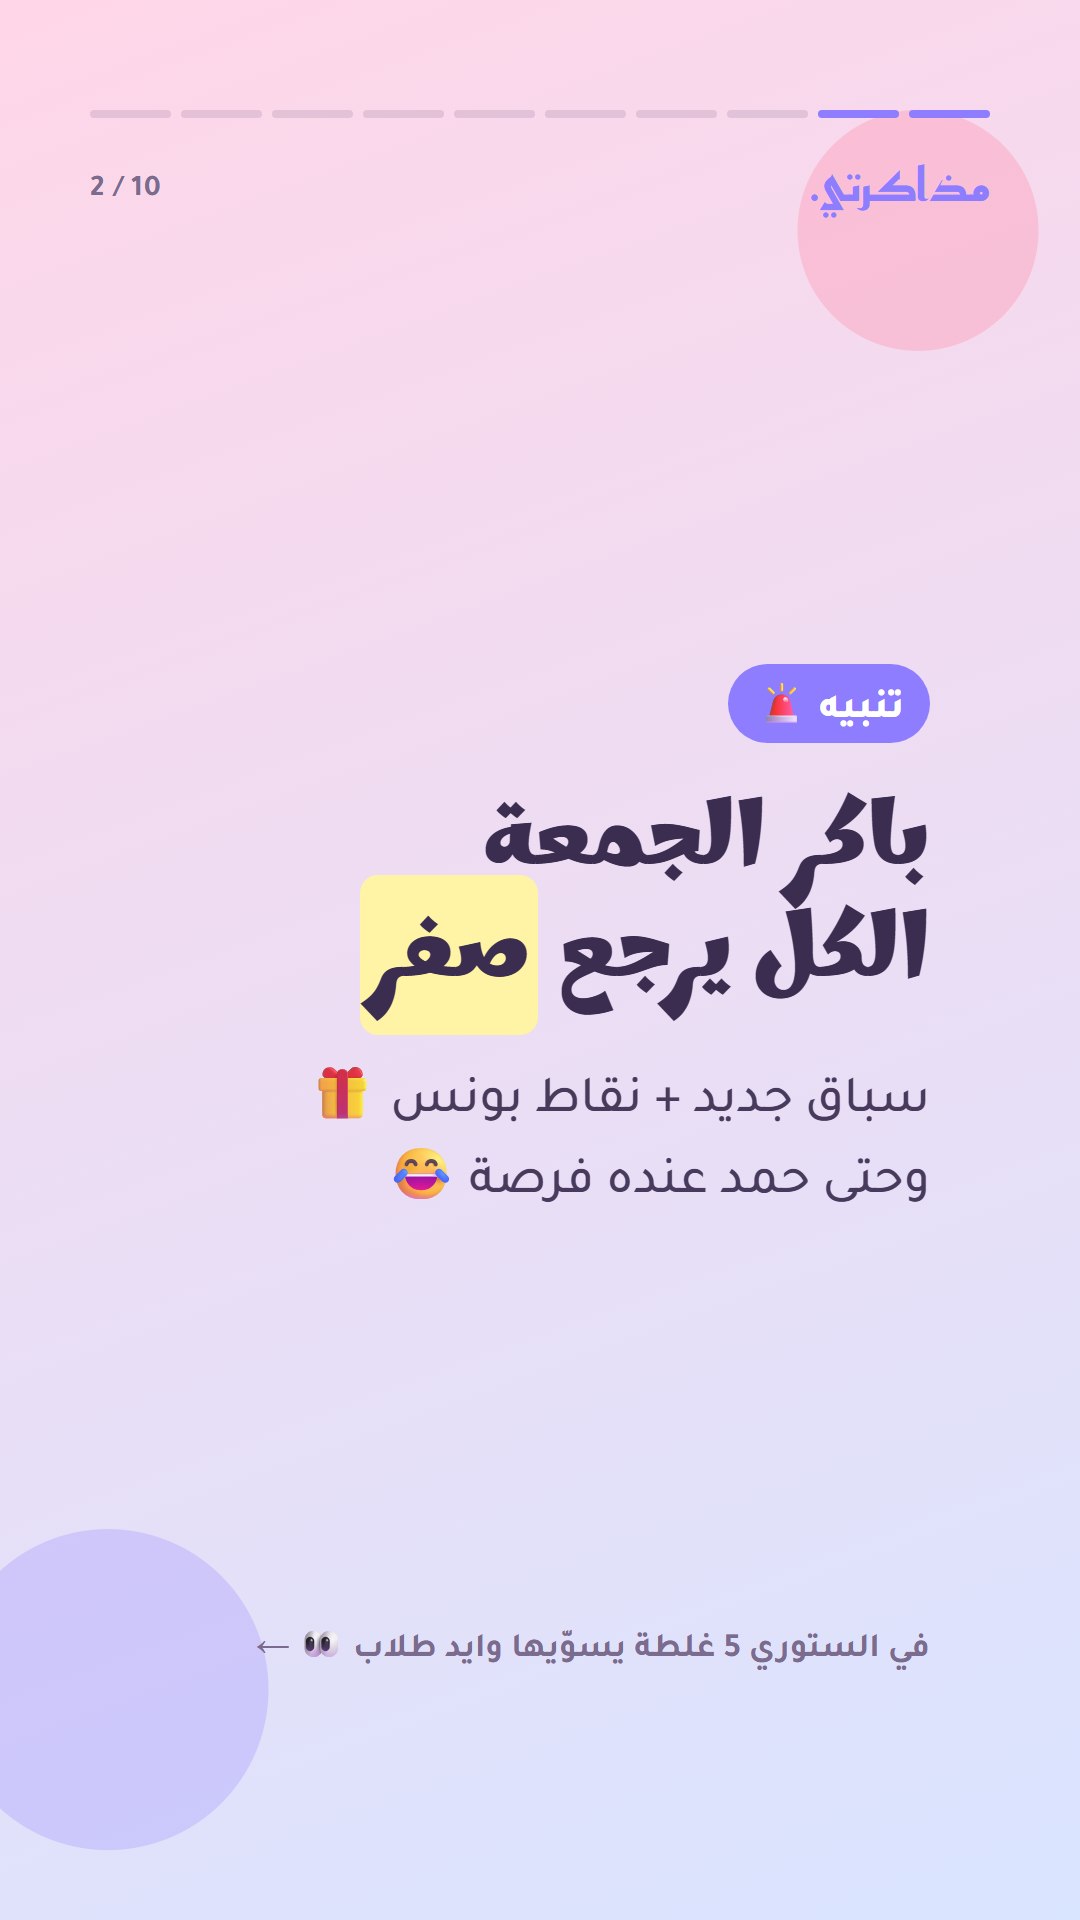 مذاكرتي.
2 / 10
تنبيه 🚨
باكر الجمعة
الكل يرجع صفر
سباق جديد + نقاط بونس 🎁
وحتى حمد عنده فرصة 😂
في الستوري 5 غلطة يسوّيها وايد طلاب 👀 ←